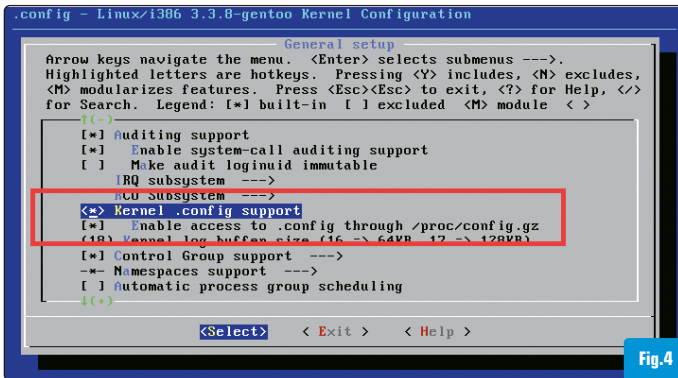 .config - Linux/i386 3.3.8-gentoo Kernel Configuration
General setup
Arrow keys navigate the menu. <Enter> selects submenus --->.
Highlighted letters are hotkeys. Pressing <Y> includes, <N> excludes,
<M> modularizes features. Press <Esc><Esc> to exit, <?> for Help, </>
for Search. Legend: [*] built-in [ ] excluded <M> module < >
↑(-)
[*] Auditing support
[*] Enable system-call auditing support
[ ] Make audit loginuid immutable
IRQ subsystem --->
RCU Subsystem --->
<*> Kernel .config support
[*] Enable access to .config through /proc/config.gz
(18) Kernel log buffer size (16 => 64KB, 17 => 128KB)
[*] Control Group support --->
-*- Namespaces support --->
[ ] Automatic process group scheduling
↓(+)
<Select> < Exit > < Help >
Fig.4